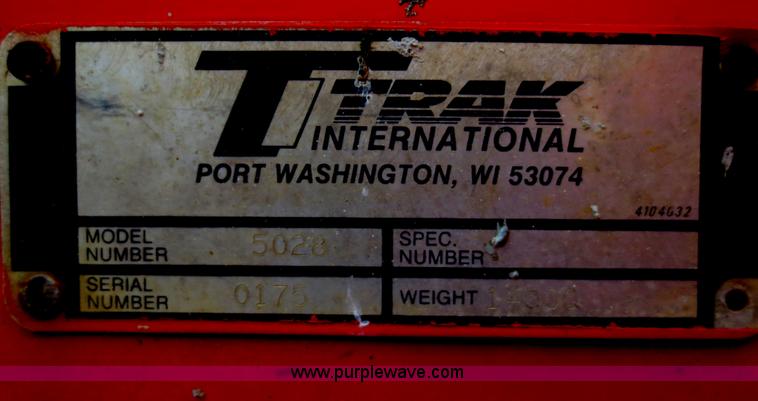 TRAK
INTERNATIONAL
PORT WASHINGTON, WI 53074
4104632
MODEL NUMBER 5028
SPEC. NUMBER
SERIAL NUMBER 0175
WEIGHT
www.purplewave.com